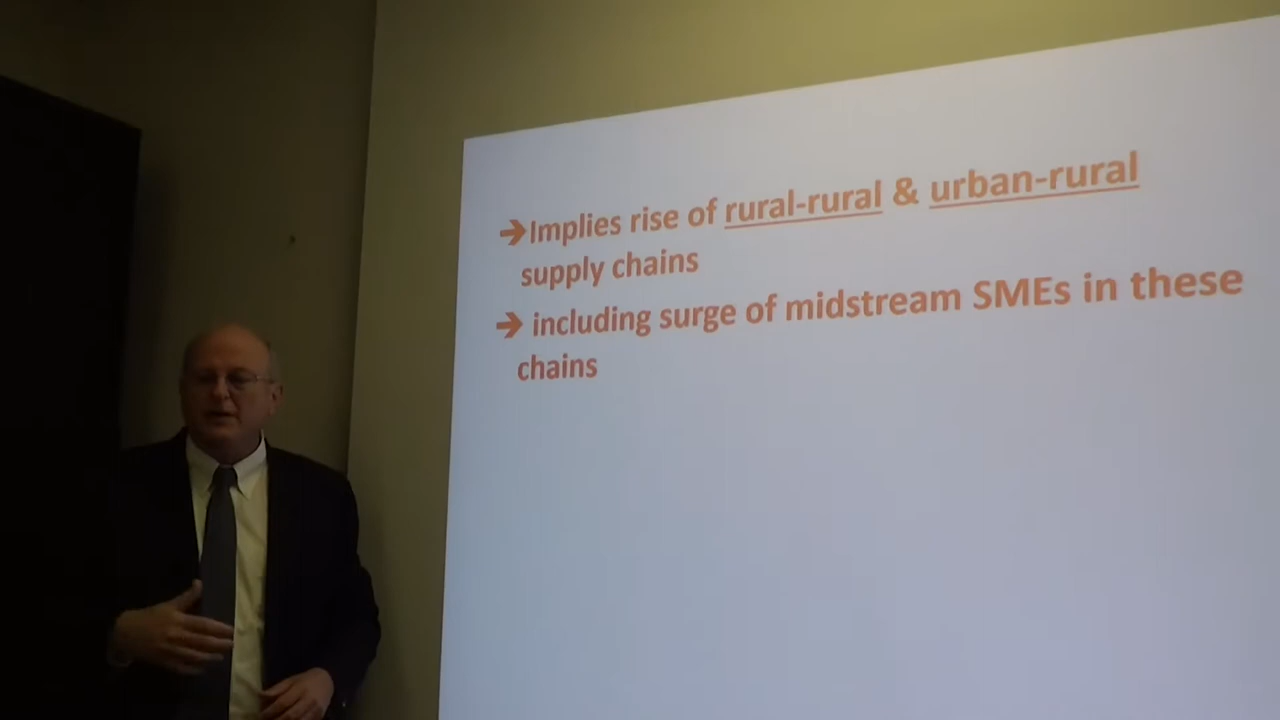 ➔Implies rise of rural-rural & urban-rural
supply chains
➔ including surge of midstream SMEs in these
chains